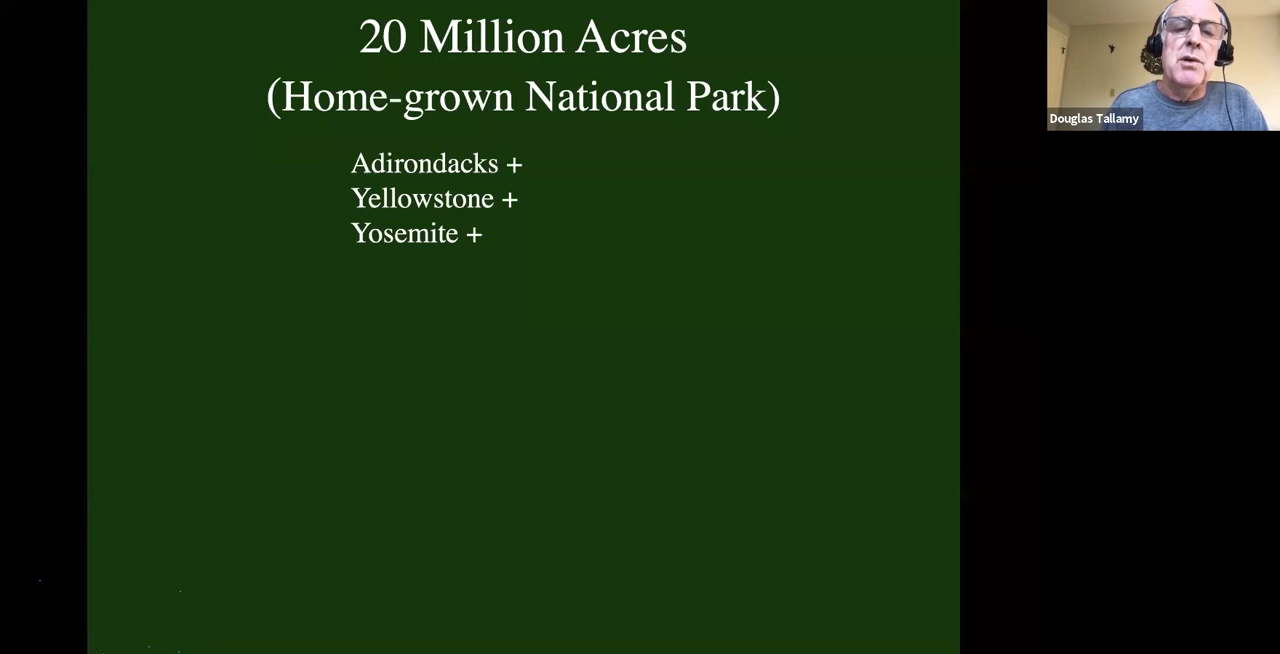 20 Million Acres
(Home-grown National Park)
Adirondacks +
Yellowstone +
Yosemite +
Douglas Tallamy